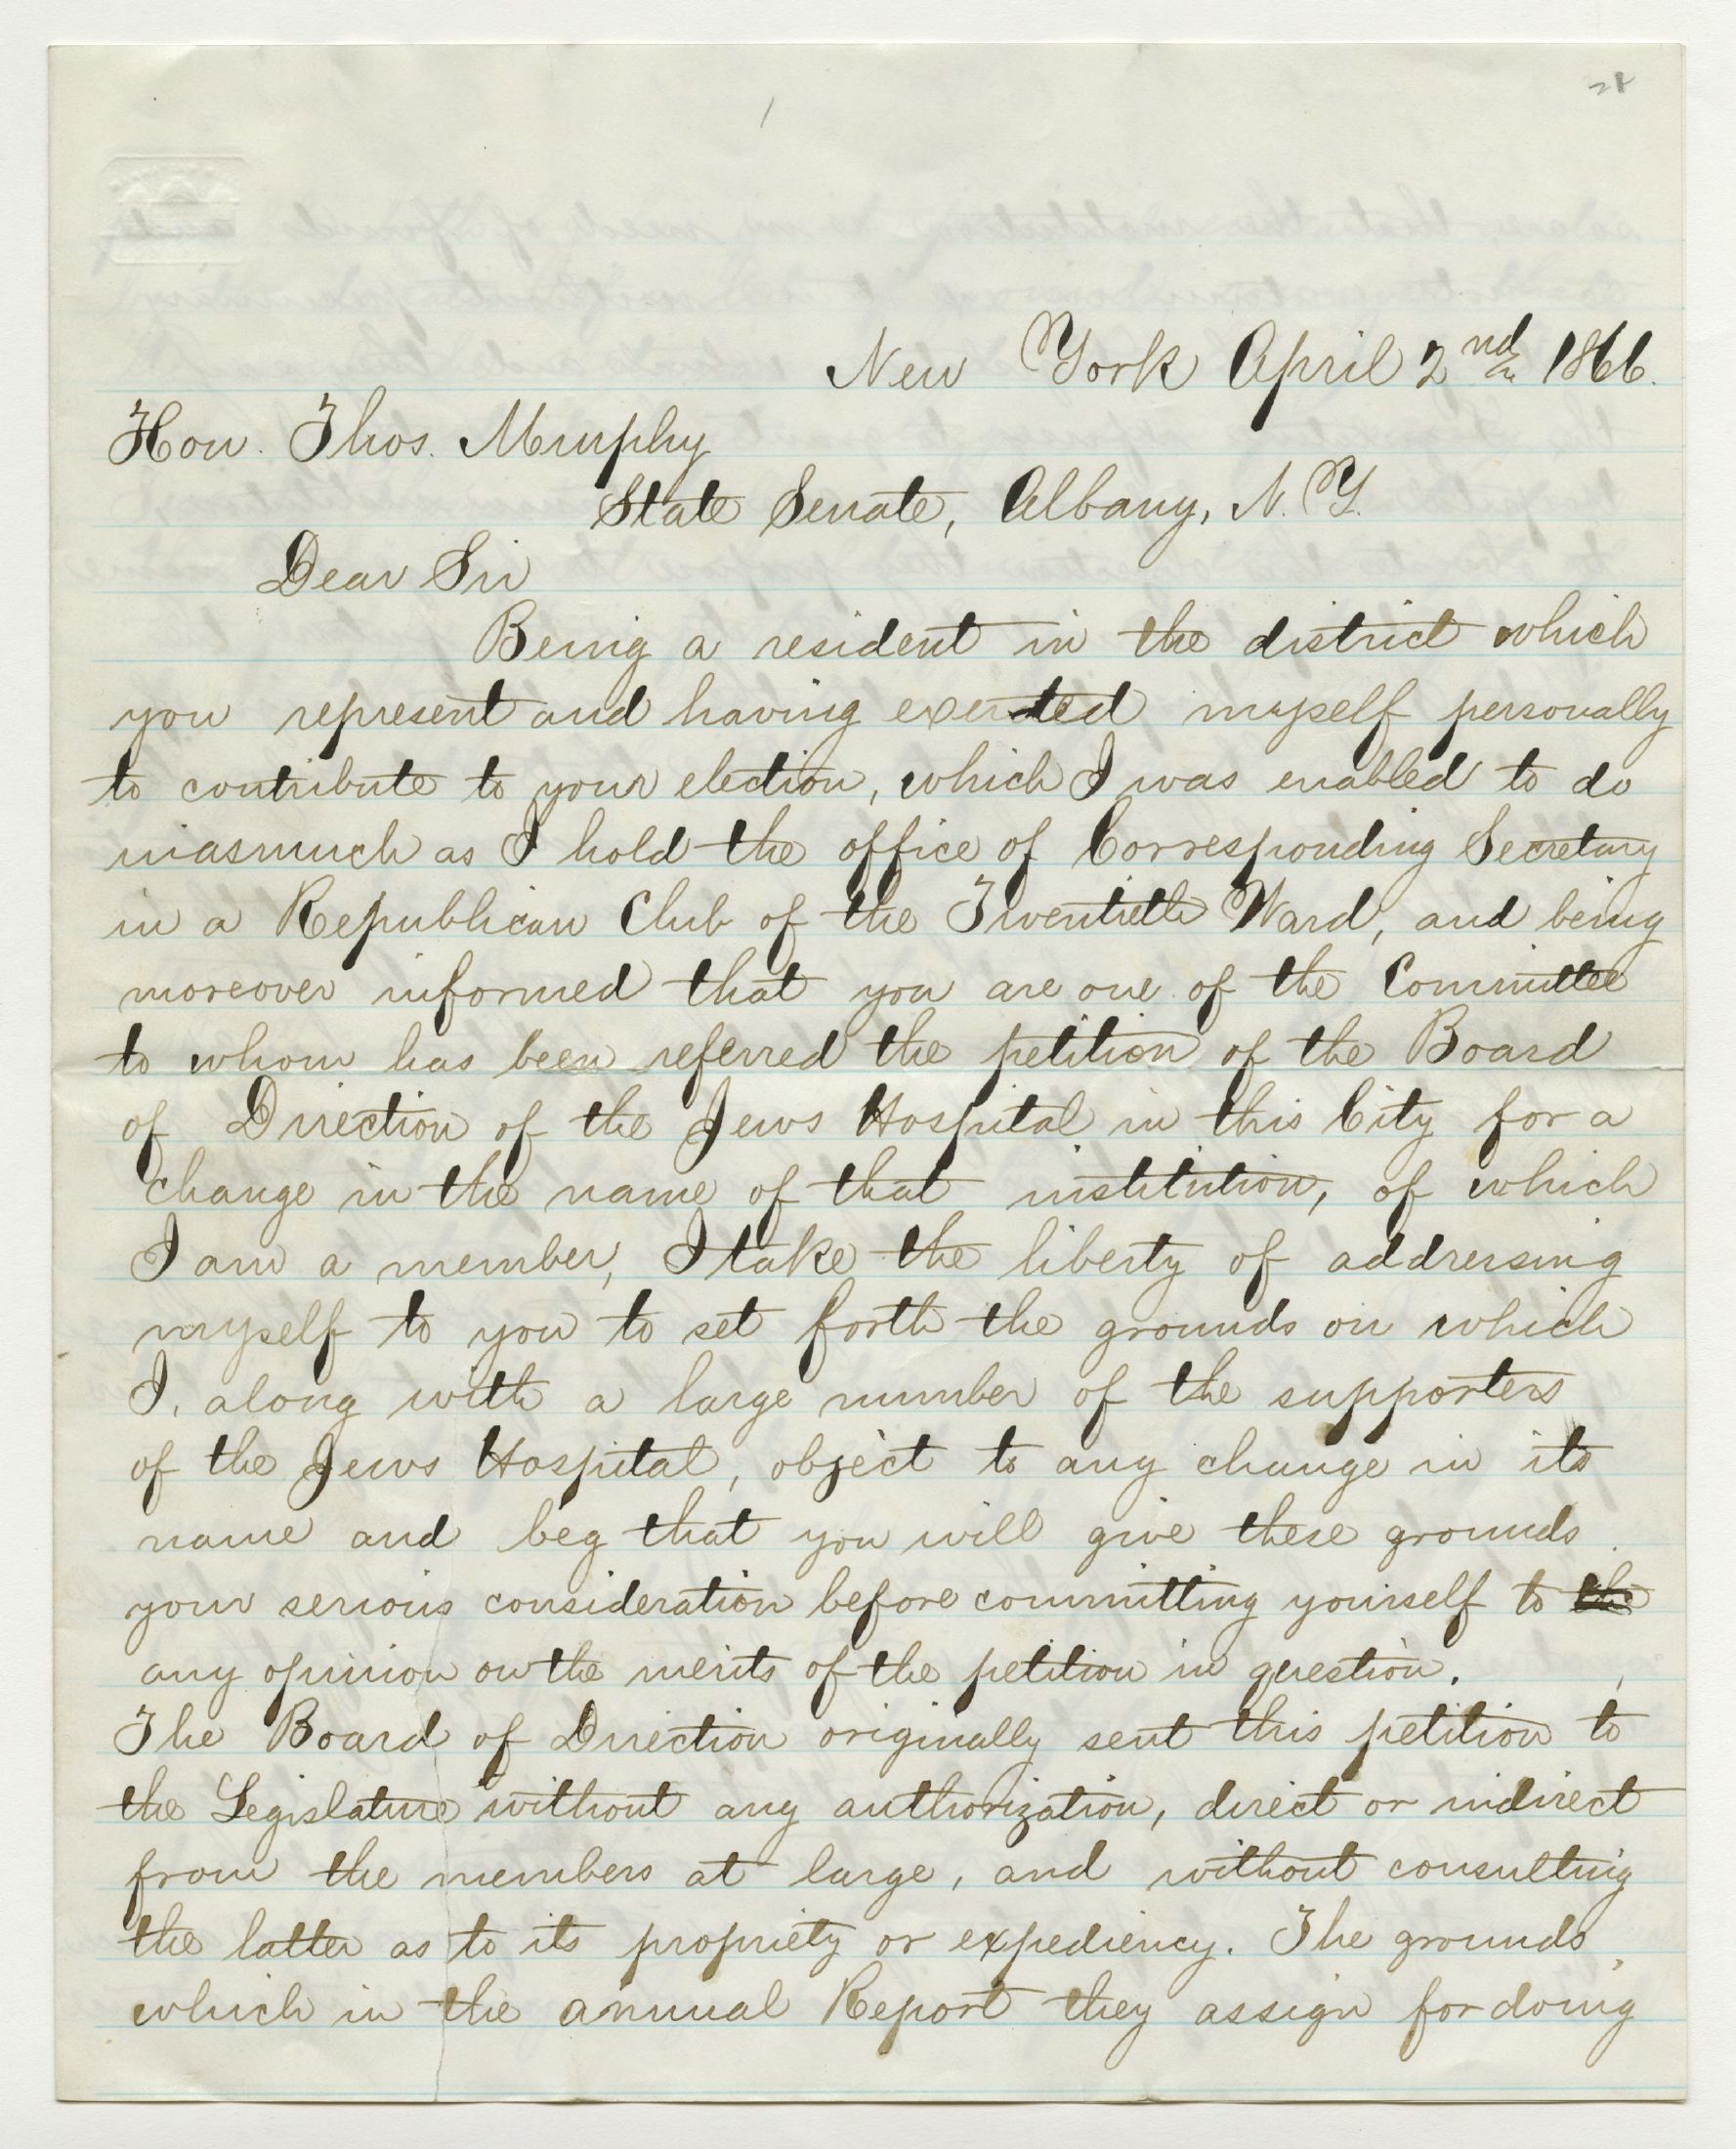 New York April 2nd 1866.
Hon. Thos. Murphy
State Senate, Albany, N.Y.
Dear Sir
Being a resident in the district which
you represent and having exerted myself personally
to contribute to your election, which I was enabled to do
inasmuch as I hold the office of Corresponding Secretary
in a Republican Club of the Twentieth Ward, and being
moreover informed that you are one of the Committee
to whom has been referred the petition of the Board
of Direction of the Jews Hospital in this City for a
change in the name of that institution, of which
I am a member, I take the liberty of addressing
myself to you to set forth the grounds on which
I, along with a large number of the supporters
of the Jews Hospital, object to any change in its
name and beg that you will give these grounds
your serious consideration before committing yourself to the
any opinion on the merits of the petition in question.
The Board of Direction originally sent this petition to
the Legislature without any authorization, direct or indirect
from the members at large, and without consulting
the latter as to its propriety or expediency. The grounds
which in the annual Report they assign for doing